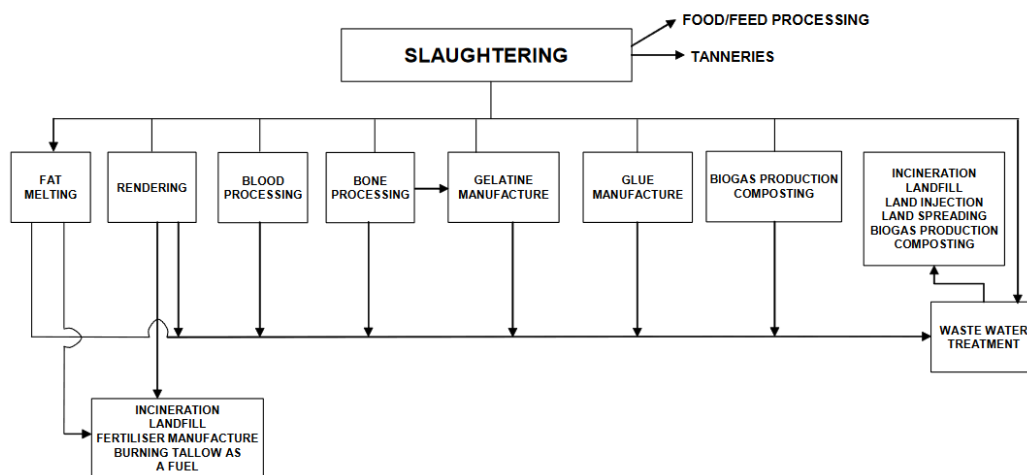 FOOD/FEED PROCESSING
SLAUGHTERING
TANNERIES
FAT
MELTING
RENDERING
BLOOD
PROCESSING
BONE
PROCESSING
GELATINE
MANUFACTURE
GLUE
MANUFACTURE
BIOGAS PRODUCTION
COMPOSTING
INCINERATION
LANDFILL
LAND INJECTION
LAND SPREADING
BIOGAS PRODUCTION
COMPOSTING
WASTE WATER
TREATMENT
INCINERATION
LANDFILL
FERTILISER MANUFACTURE
BURNING TALLOW AS
A FUEL